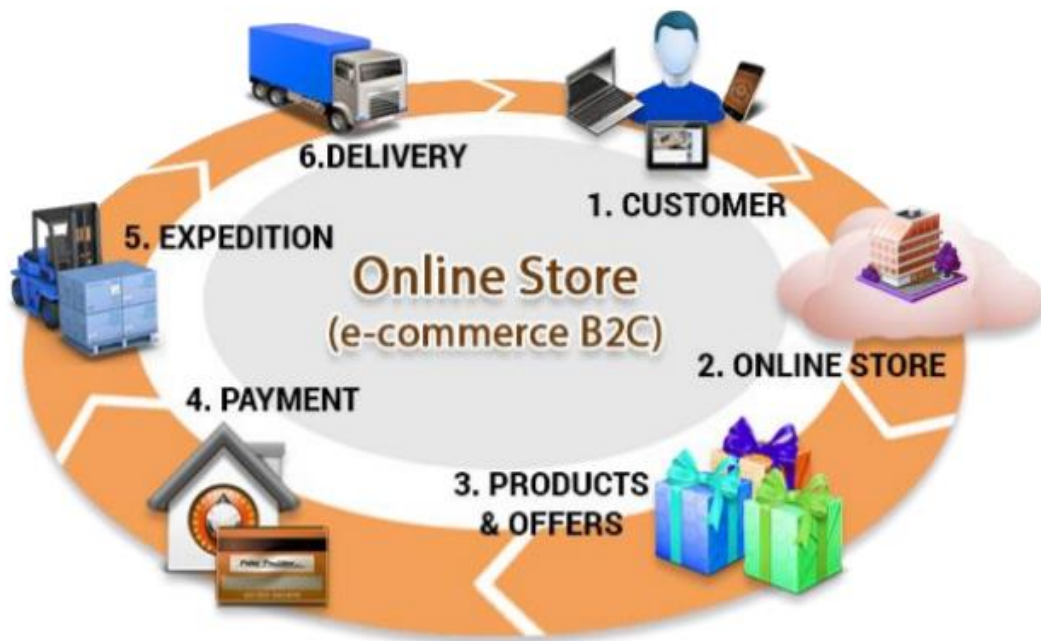 6.DELIVERY
1. CUSTOMER
5. EXPEDITION
Online Store
(e-commerce B2C)
2. ONLINE STORE
4. PAYMENT
3. PRODUCTS
& OFFERS